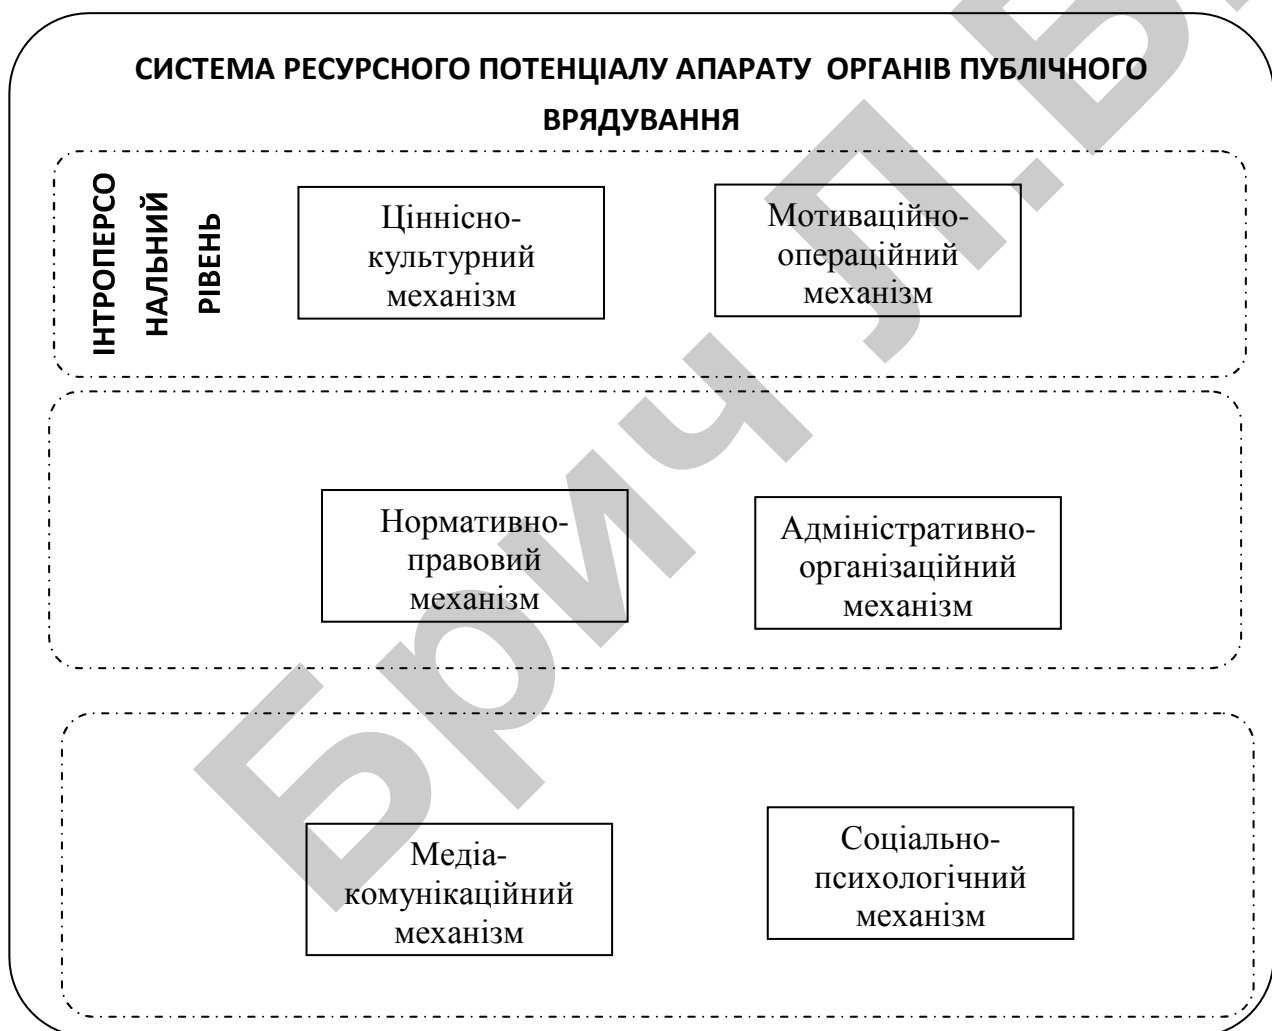 СИСТЕМА РЕСУРСНОГО ПОТЕНЦІАЛУ АПАРАТУ ОРГАНІВ ПУБЛІЧНОГО
ВРЯДУВАННЯ
ІНТРОПЕРСО
НАЛЬНИЙ
РІВЕНЬ
Ціннісно-
культурний
механізм
Мотиваційно-
операційний
механізм
Нормативно-
правовий
механізм
Адміністративно-
організаційний
механізм
Медіа-
комунікаційний
механізм
Соціально-
психологічний
механізм
Брич Л.